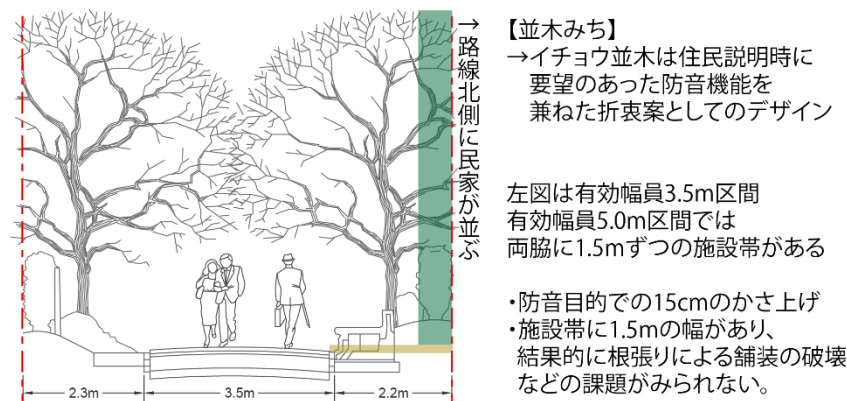 →路線北側に民家が並ぶ
【並木みち】
→イチョウ並木は住民説明時に
要望のあった防音機能を
兼ねた折衷案としてのデザイン
左図は有効幅員3.5m区間
有効幅員5.0m区間では
両脇に1.5mずつの施設帯がある
・防音目的での15cmのかさ上げ
・施設帯に1.5mの幅があり、
結果的に根張りによる舗装の破壊
などの課題がみられない。
2.3m
3.5m
2.2m